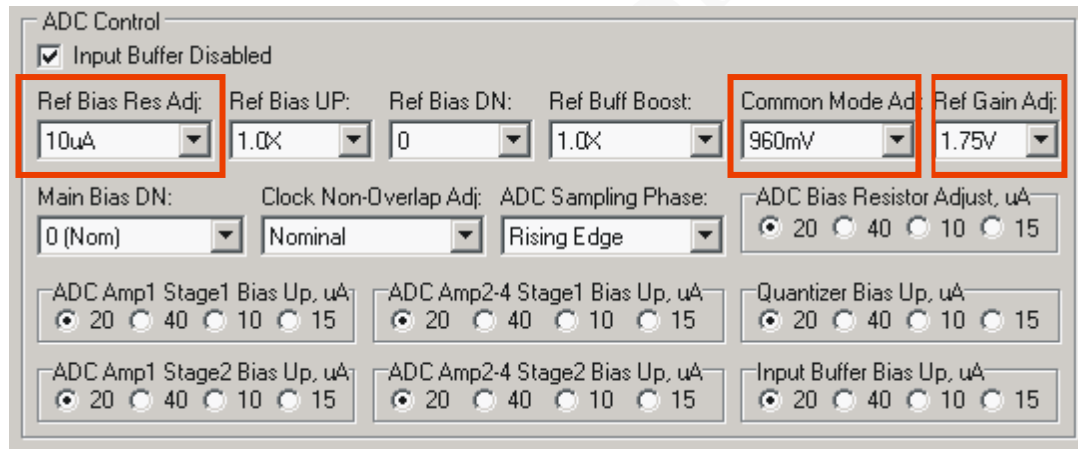 ADC Control
Input Buffer Disabled
Ref Bias Res Adj: Ref Bias UP: Ref Bias DN: Ref Buff Boost: Common Mode Ad Ref Gain Adj:
10uA 1.0X 0 1.0X 960mV 1.75V
Main Bias DN: Clock Non-Overlap Adj: ADC Sampling Phase: ADC Bias Resistor Adjust, uA
0 (Nom) Nominal Rising Edge 20 40 10 15
ADC Amp1 Stage1 Bias Up, uA ADC Amp2-4 Stage1 Bias Up, uA Quantizer Bias Up, uA
20 40 10 15 20 40 10 15 20 40 10 15
ADC Amp1 Stage2 Bias Up, uA ADC Amp2-4 Stage2 Bias Up, uA Input Buffer Bias Up, uA
20 40 10 15 20 40 10 15 20 40 10 15